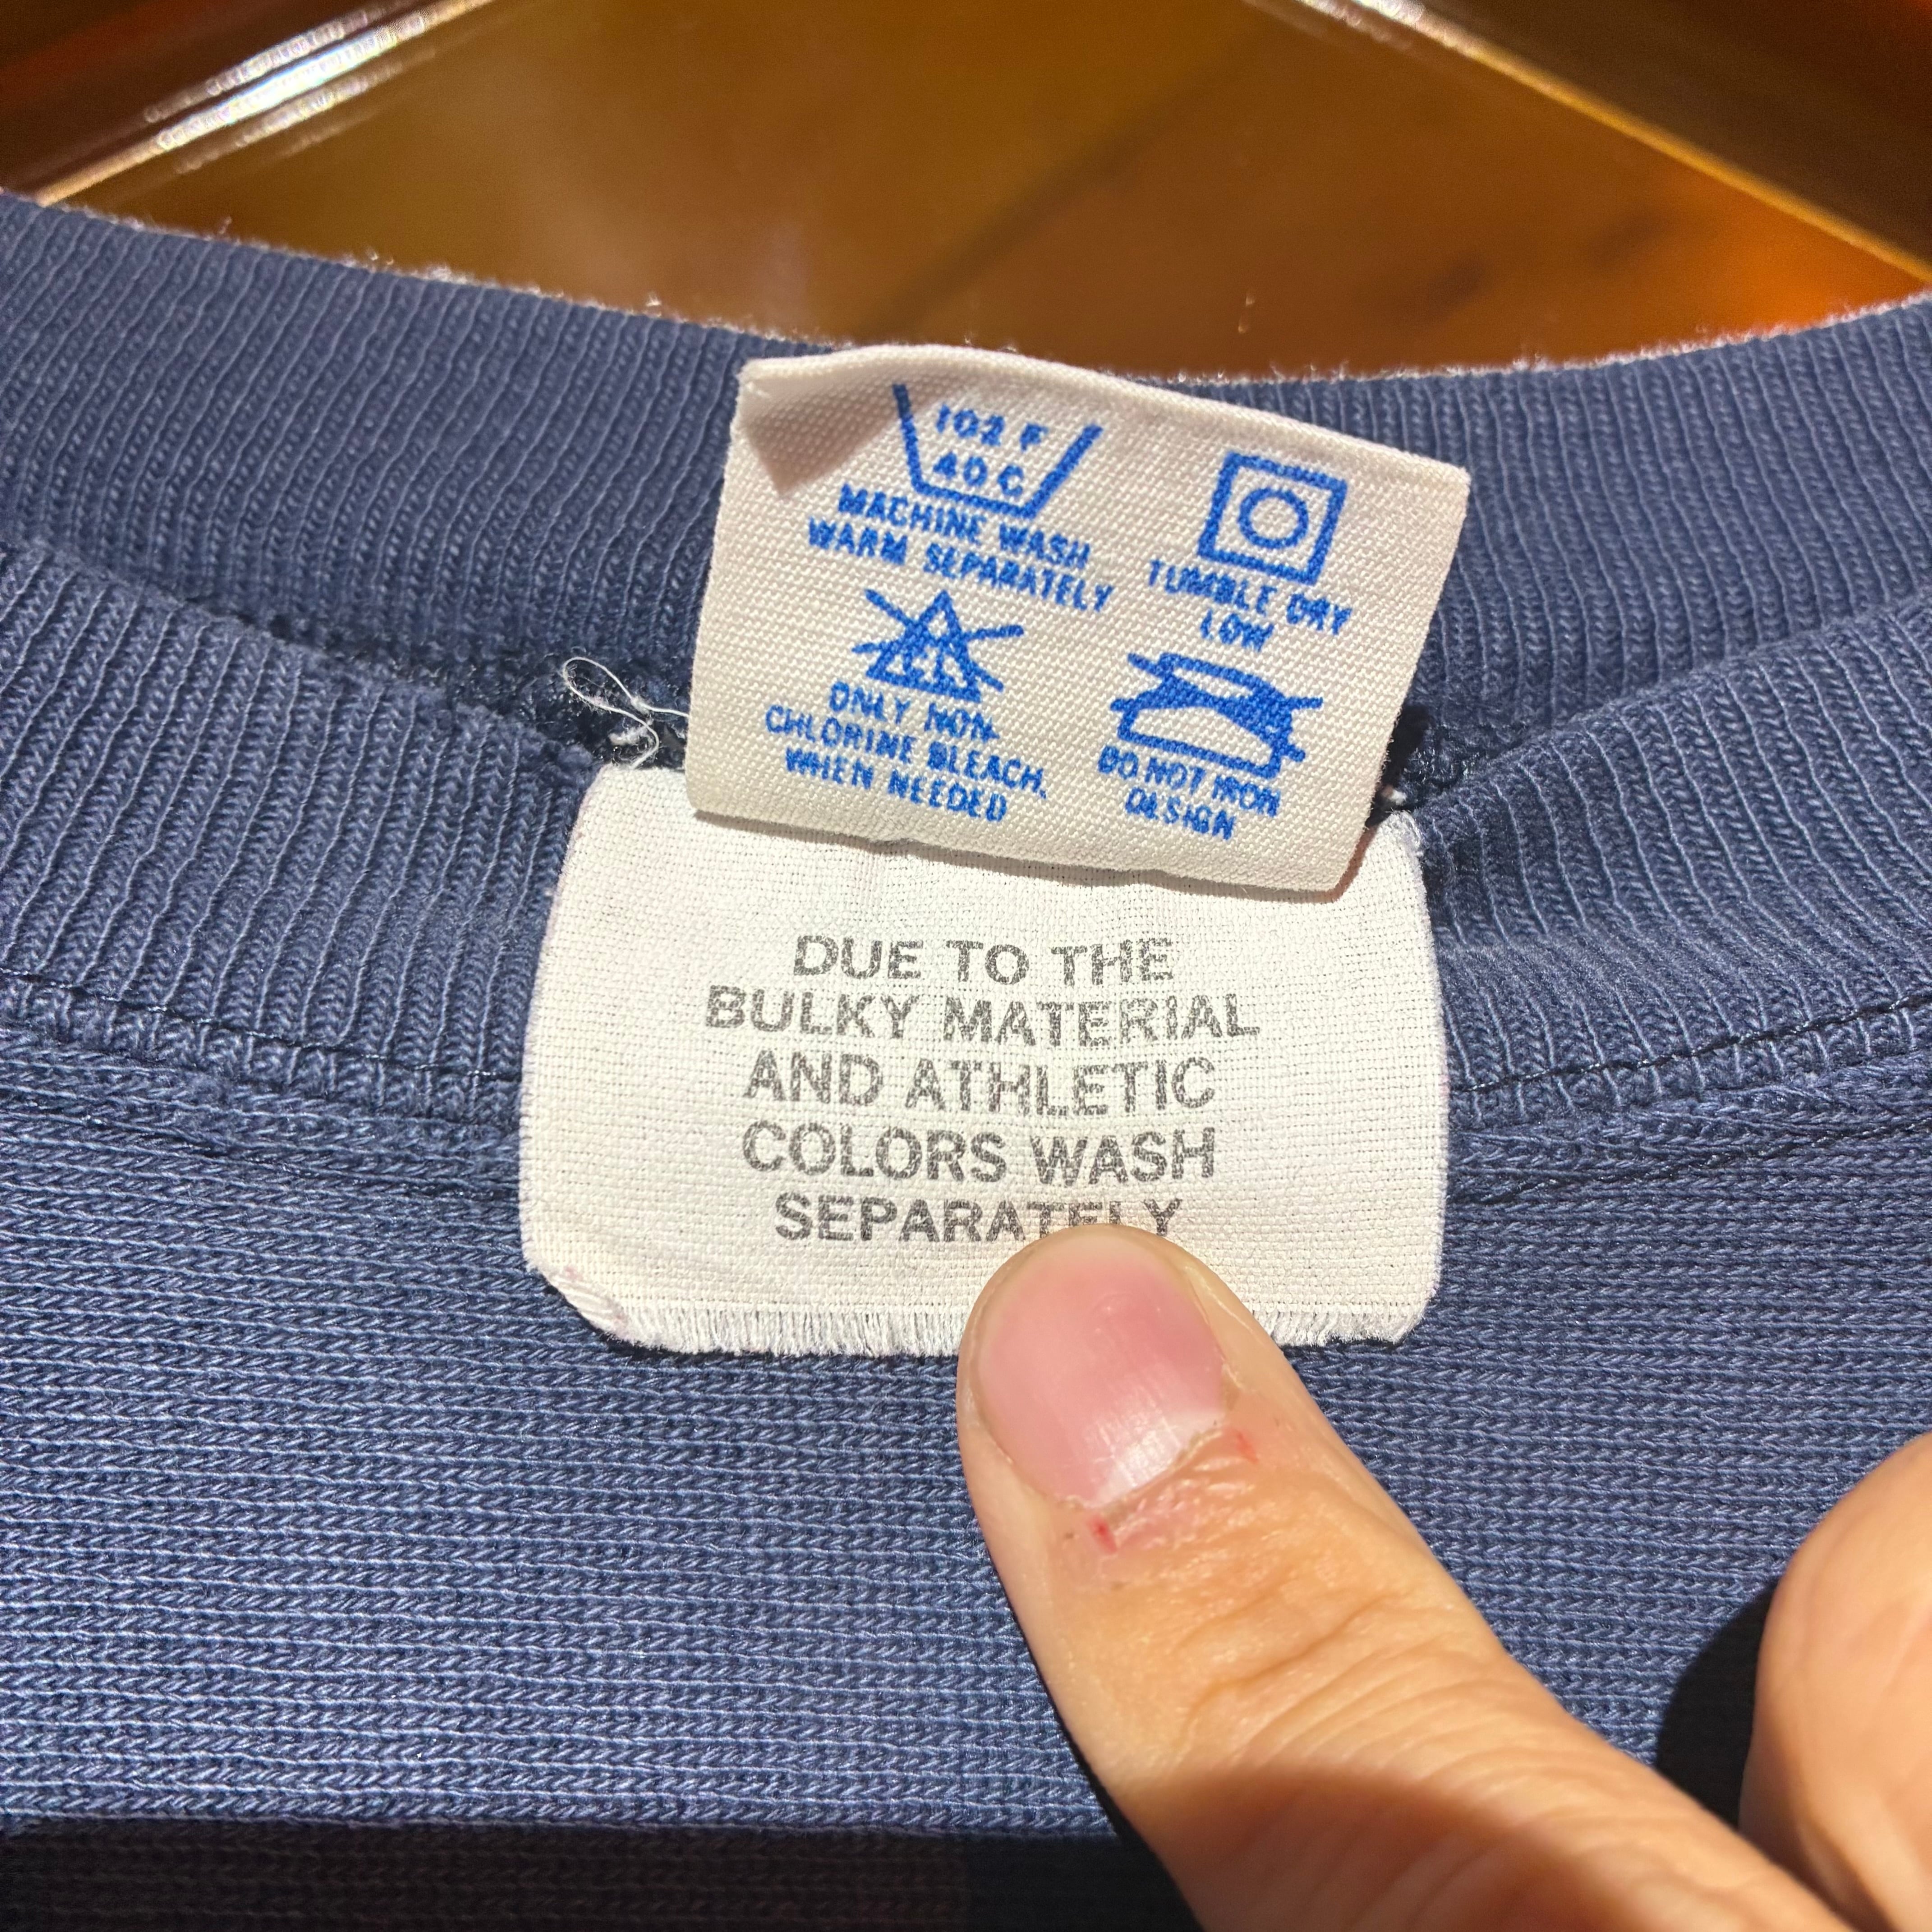 102 F
40 C
MACHINE WASH
WARM SEPARATELY
TUMBLE DRY
LOW
CL
ONLY NON-
CHLORINE BLEACH,
WHEN NEEDED
DO NOT IRON
DESIGN
DUE TO THE
BULKY MATERIAL
AND ATHLETIC
COLORS WASH
SEPARATELY